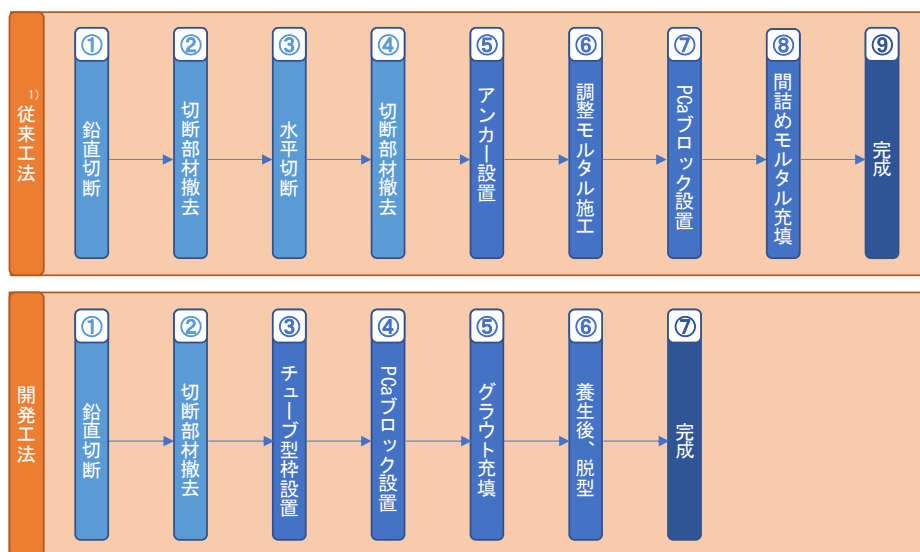 1)
従来工法
①
鉛直切断
②
切断部材撤去
③
水平切断
④
切断部材撤去
⑤
アンカー設置
⑥
調整モルタル施工
⑦
PCaブロック設置
⑧
間詰めモルタル充填
⑨
完成
開発工法
①
鉛直切断
②
切断部材撤去
③
チューブ型枠設置
④
PCaブロック設置
⑤
グラウト充填
⑥
養生後、脱型
⑦
完成